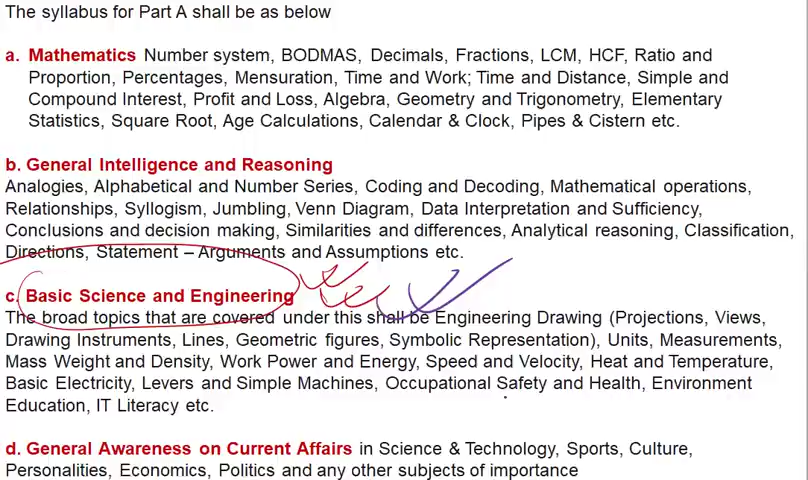 The syllabus for Part A shall be as below
a. Mathematics Number system, BODMAS, Decimals, Fractions, LCM, HCF, Ratio and
Proportion, Percentages, Mensuration, Time and Work; Time and Distance, Simple and
Compound Interest, Profit and Loss, Algebra, Geometry and Trigonometry, Elementary
Statistics, Square Root, Age Calculations, Calendar & Clock, Pipes & Cistern etc.
b. General Intelligence and Reasoning
Analogies, Alphabetical and Number Series, Coding and Decoding, Mathematical operations,
Relationships, Syllogism, Jumbling, Venn Diagram, Data Interpretation and Sufficiency,
Conclusions and decision making, Similarities and differences, Analytical reasoning, Classification,
Directions, Statement – Arguments and Assumptions etc.
c. Basic Science and Engineering
The broad topics that are covered under this shall be Engineering Drawing (Projections, Views,
Drawing Instruments, Lines, Geometric figures, Symbolic Representation), Units, Measurements,
Mass Weight and Density, Work Power and Energy, Speed and Velocity, Heat and Temperature,
Basic Electricity, Levers and Simple Machines, Occupational Safety and Health, Environment
Education, IT Literacy etc.
d. General Awareness on Current Affairs in Science & Technology, Sports, Culture,
Personalities, Economics, Politics and any other subjects of importance